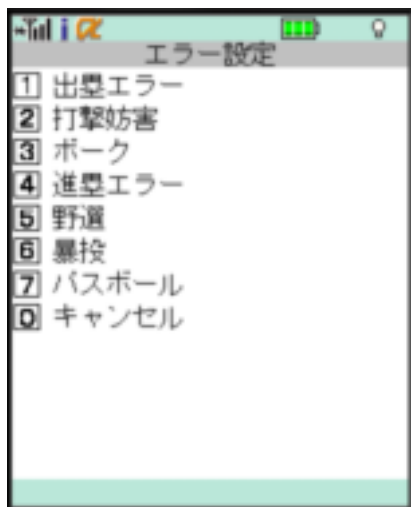 エラー設定
1 出塁エラー
2 打撃妨害
3 ボーク
4 進塁エラー
5 野選
6 暴投
7 パスボール
0 キャンセル